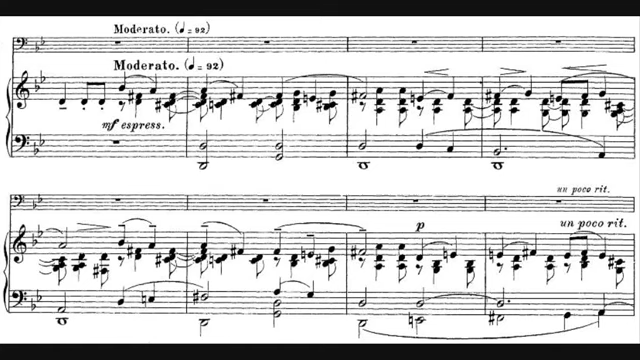 Moderato. (♩=92)
Moderato. (♩=92)
mf espress.
un poco rit.
p
un poco rit.